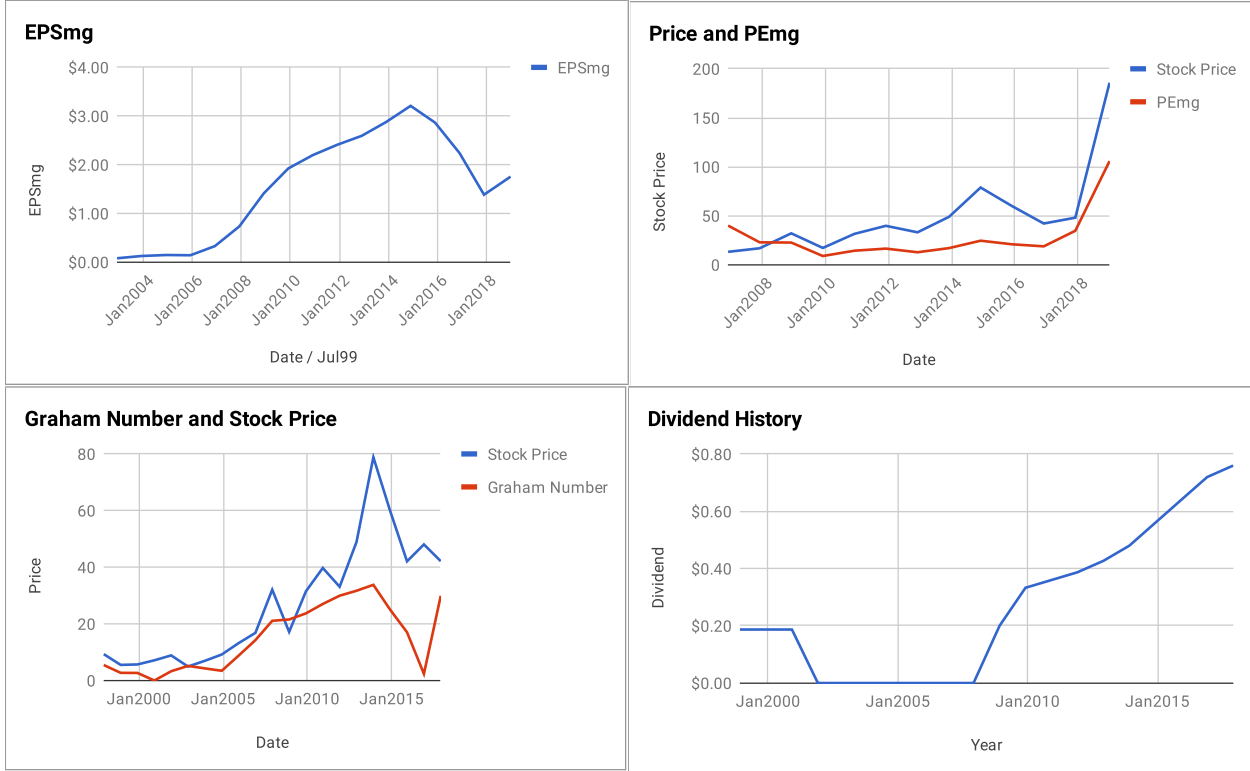 EPSmg
EPSmg
$4.00
$3.00
$2.00
$1.00
$0.00
EPSmg
Jan2004
Jan2006
Jan2008
Jan2010
Jan2012
Jan2014
Jan2016
Jan2018
Date / Jul99
Price and PEmg
Stock Price
PEmg
200
150
100
50
0
Stock Price
Jan2008
Jan2010
Jan2012
Jan2014
Jan2016
Jan2018
Date
Graham Number and Stock Price
Stock Price
Graham Number
80
60
40
20
0
Price
Jan2000
Jan2005
Jan2010
Jan2015
Date
Dividend History
$0.80
$0.60
$0.40
$0.20
$0.00
Dividend
Jan2000
Jan2005
Jan2010
Jan2015
Year